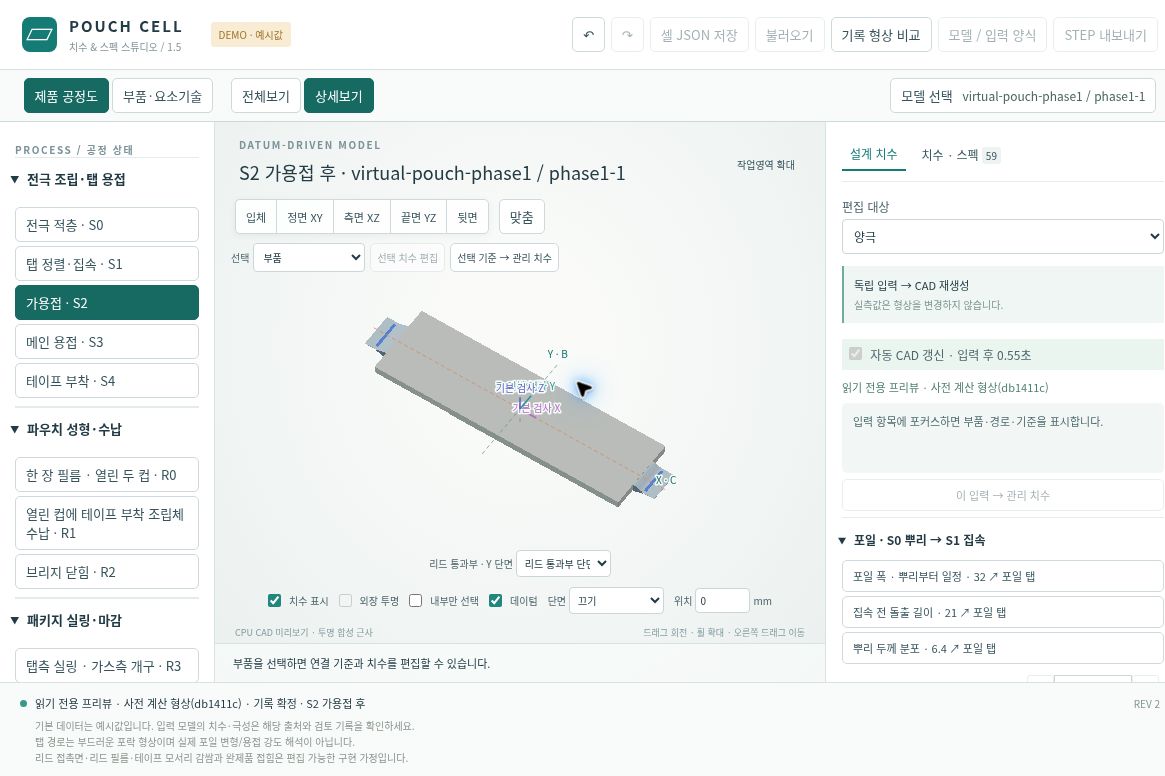 POUCH CELL
치수 & 스펙 스튜디오 / 1.5
DEMO · 예시값
↶
↷
셀 JSON 저장
불러오기
기록 형상 비교
모델 / 입력 양식
STEP 내보내기
제품 공정도
부품·요소기술
전체보기
상세보기
모델 선택 virtual-pouch-phase1 / phase1-1
PROCESS / 공정 상태
▼ 전극 조립·탭 용접
전극 적층 · S0
탭 정렬·집속 · S1
가용접 · S2
메인 용접 · S3
테이프 부착 · S4
▼ 파우치 성형·수납
한 장 필름 · 열린 두 컵 · R0
열린 컵에 테이프 부착 조립체
수납 · R1
브리지 닫힘 · R2
▼ 패키지 실링·마감
탭측 실링 · 가스측 개구 · R3
DATUM-DRIVEN MODEL
S2 가용접 후 · virtual-pouch-phase1 / phase1-1
작업영역 확대
입체
정면 XY
측면 XZ
끝면 YZ
뒷면
맞춤
선택
부품
선택 치수 편집
선택 기준 → 관리 치수
Y · B
기본 검사 Z
Y
기본 검사 X
X · C
리드 통과부 · Y 단면
리드 통과부 단면
치수 표시
외장 투명
내부만 선택
데이텀
단면
끄기
위치
0
mm
CPU CAD 미리보기 · 투명 합성 근사
드래그 회전 · 휠 확대 · 오른쪽 드래그 이동
부품을 선택하면 연결 기준과 치수를 편집할 수 있습니다.
설계 치수
치수 · 스펙 59
편집 대상
양극
독립 입력 → CAD 재생성
실측값은 형상을 변경하지 않습니다.
자동 CAD 갱신 · 입력 후 0.55초
읽기 전용 프리뷰 · 사전 계산 형상(db1411c)
입력 항목에 포커스하면 부품·경로·기준을 표시합니다.
이 입력 → 관리 치수
▼ 포일 · S0 뿌리 → S1 집속
포일 폭 · 뿌리부터 일정 · 32 ↗ 포일 탭
집속 전 돌출 길이 · 21 ↗ 포일 탭
뿌리 두께 분포 · 6.4 ↗ 포일 탭
읽기 전용 프리뷰 · 사전 계산 형상(db1411c) · 기록 확정 · S2 가용접 후
REV 2
기본 데이터는 예시값입니다. 입력 모델의 치수·극성은 해당 출처와 검토 기록을 확인하세요.
탭 경로는 부드러운 포락 형상이며 실제 포일 변형/용접 강도 해석이 아닙니다.
리드 접촉면·리드 필름·테이프 모서리 감쌈과 완제품 접힘은 편집 가능한 구현 가정입니다.